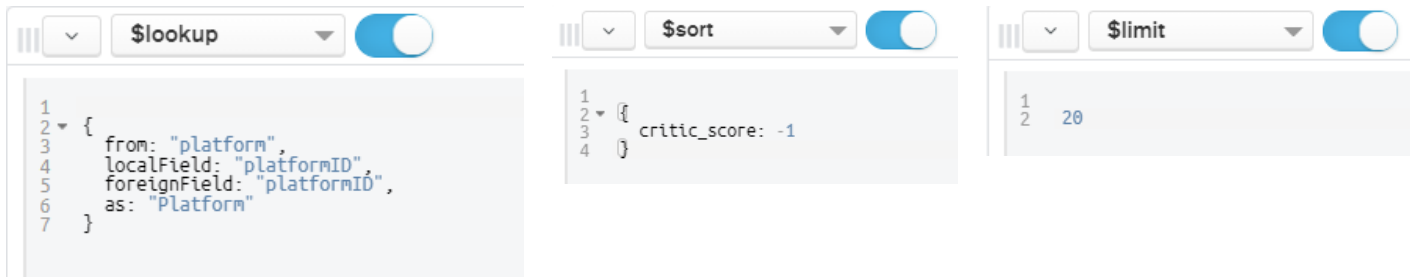 $lookup
1
2 {
3 from: "platform",
4 localField: "platformID",
5 foreignField: "platformID",
6 as: "Platform"
7 }
$sort
1
2 {
3 critic_score: -1
4 }
$limit
1
2 20